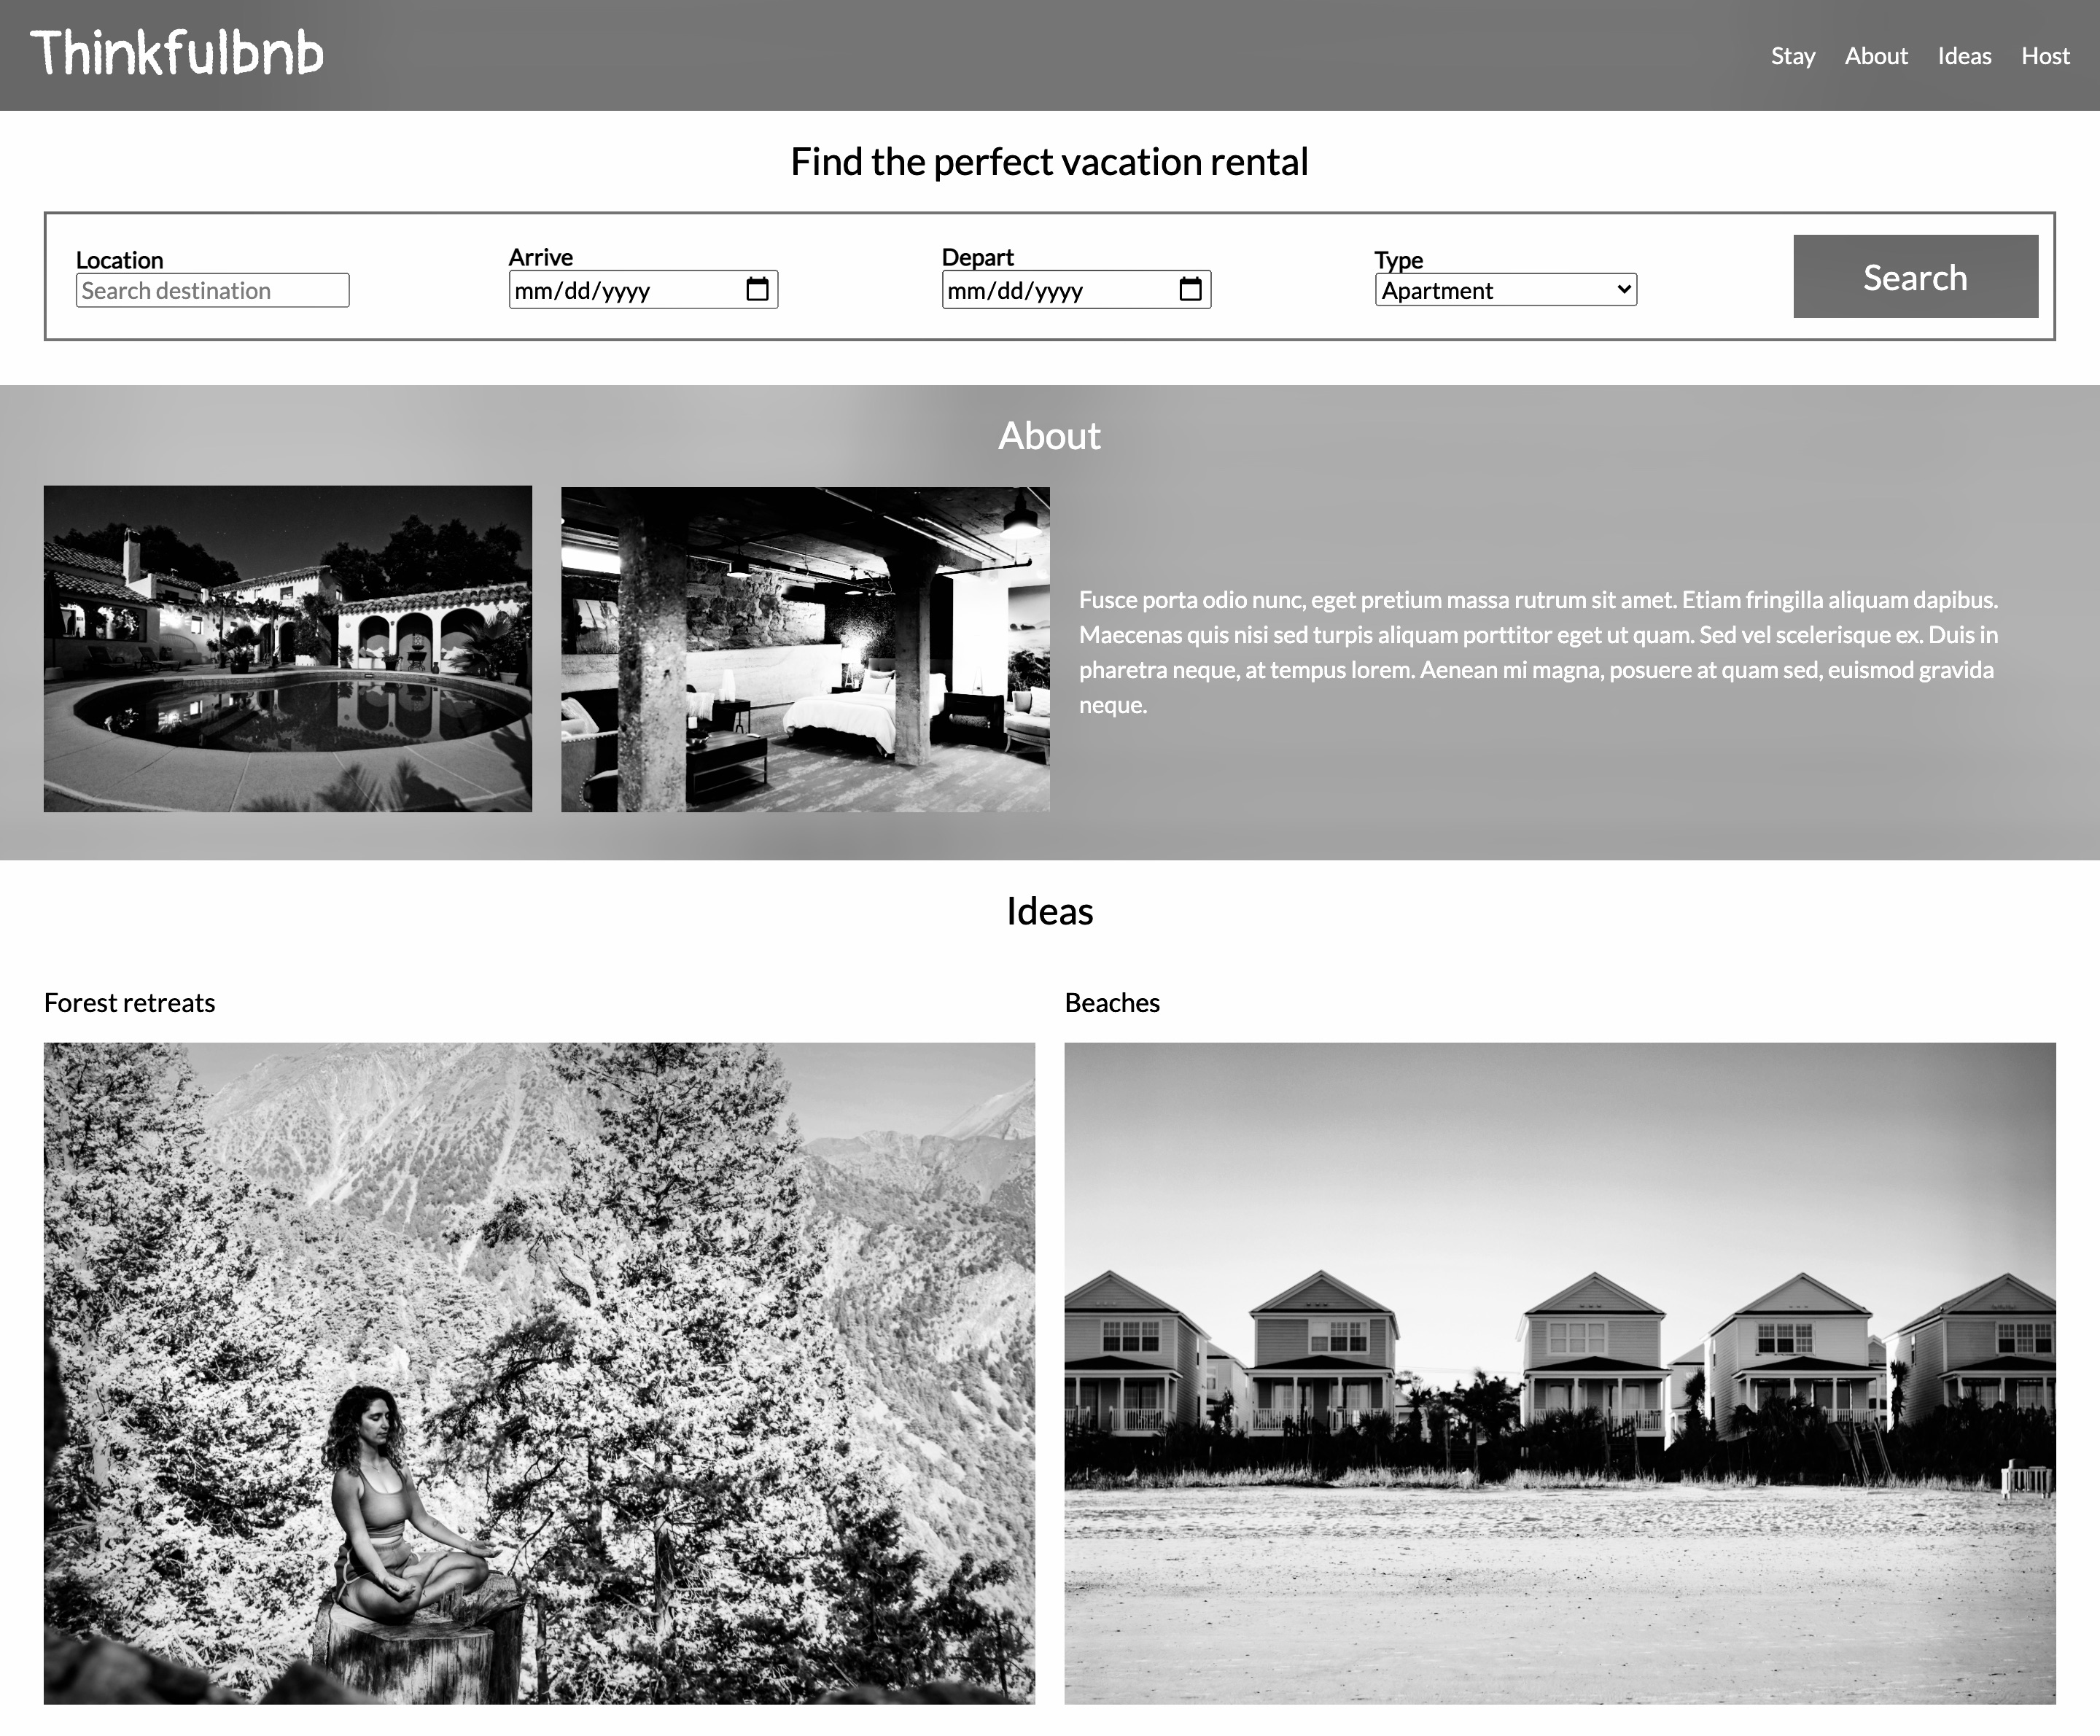 Thinkfulbnb
Stay About Ideas Host
Find the perfect vacation rental
Location
Search destination
Arrive
mm/dd/yyyy
Depart
mm/dd/yyyy
Type
Apartment
Search
About
Fusce porta odio nunc, eget pretium massa rutrum sit amet. Etiam fringilla aliquam dapibus.
Maecenas quis nisi sed turpis aliquam porttitor eget ut quam. Sed vel scelerisque ex. Duis in
pharetra neque, at tempus lorem. Aenean mi magna, posuere at quam sed, euismod gravida
neque.
Ideas
Forest retreats
Beaches